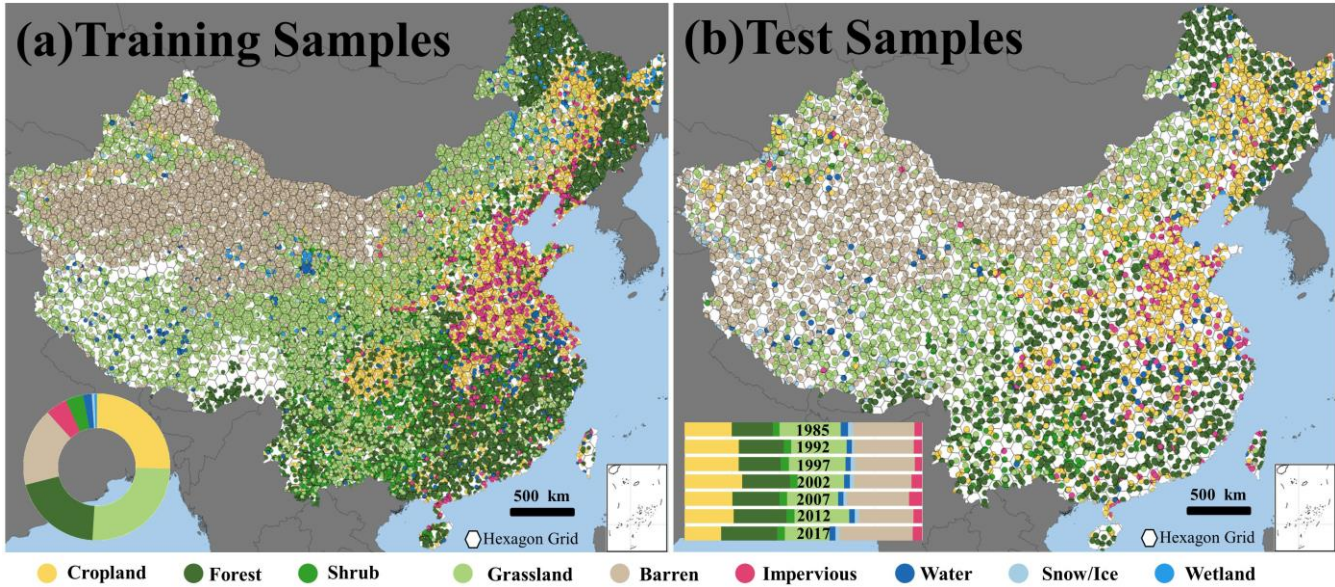 (a)Training Samples
500 km
Hexagon Grid
(b)Test Samples
1985
1992
1997
2002
2007
2012
2017
500 km
Hexagon Grid
Cropland Forest Shrub Grassland Barren Impervious Water Snow/Ice Wetland